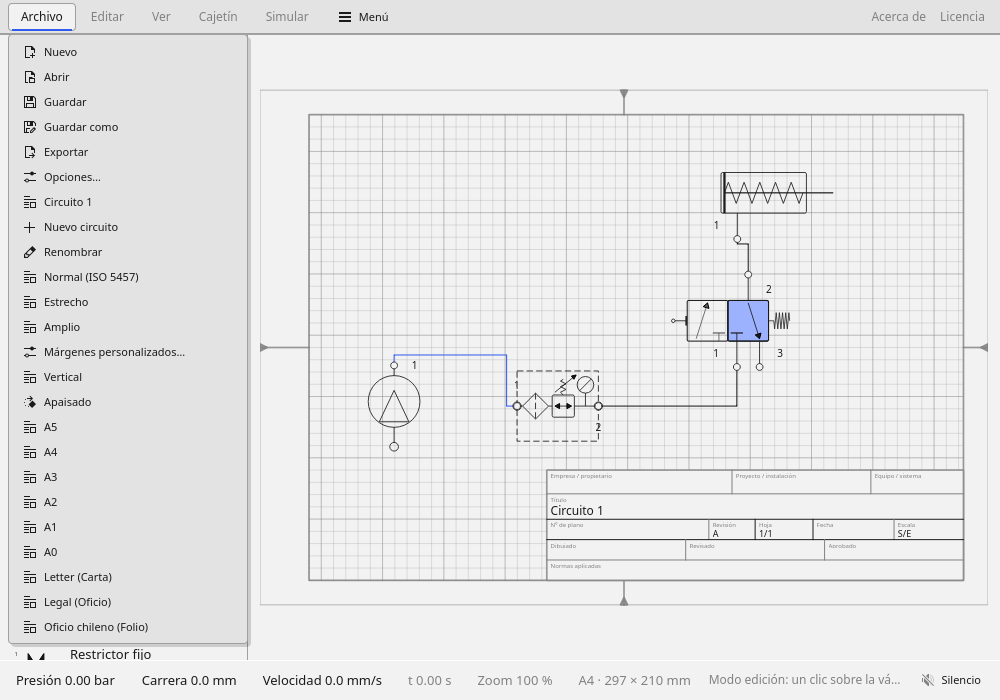 Archivo Editar Ver Cajetín Simular Menú Acerca de Licencia
Nuevo
Abrir
Guardar
Guardar como
Exportar
Opciones...
Circuito 1
Nuevo circuito
Renombrar
Normal (ISO 5457)
Estrecho
Amplio
Márgenes personalizados...
Vertical
Apaisado
A5
A4
A3
A2
A1
A0
Letter (Carta)
Legal (Oficio)
Oficio chileno (Folio)
1 Restrictor fijo
1
2
1 3
1
1
2
Empresa / propietario Proyecto / instalación Equipo / sistema
Título
Circuito 1
Nº de plano Revisión Hoja Fecha Escala
A 1/1 S/E
Dibujado Revisado Aprobado
Normas aplicadas
Presión 0.00 bar Carrera 0.0 mm Velocidad 0.0 mm/s t 0.00 s Zoom 100 % A4 · 297 × 210 mm Modo edición: un clic sobre la vá... Silencio